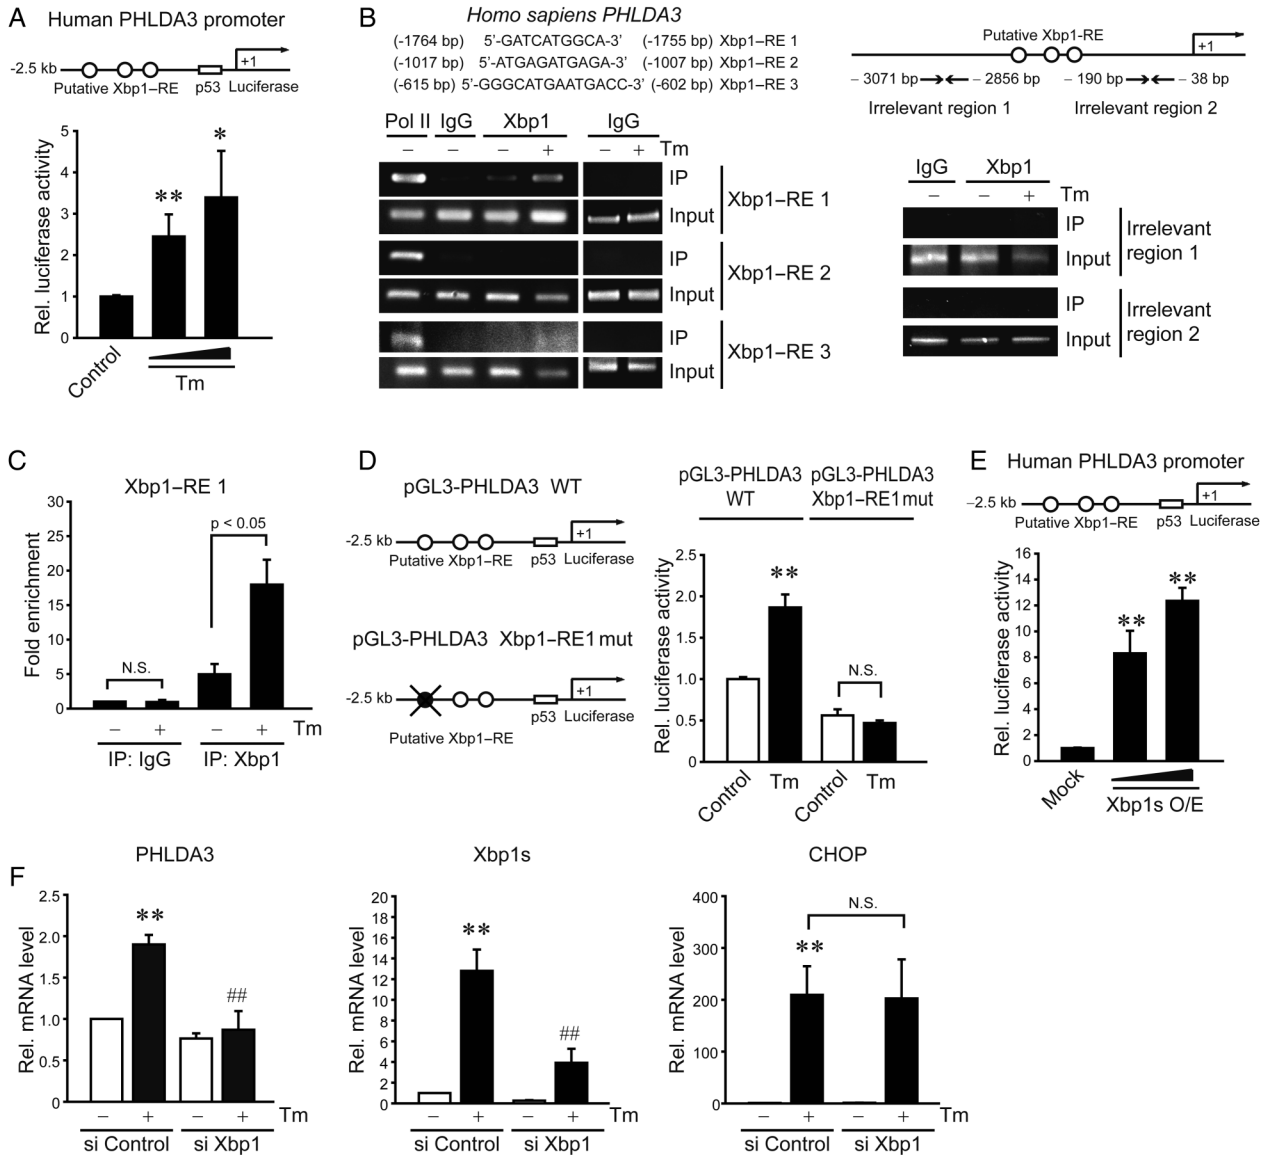 A
Human PHLDA3 promoter
-2.5 kb
+1
Putative Xbp1–RE
p53
Luciferase
Rel. luciferase activity
5
4
3
2
1
0
**
*
Control
Tm
B
Homo sapiens PHLDA3
(-1764 bp) 5'-GATCATGGCA-3' (-1755 bp) Xbp1–RE 1
(-1017 bp) 5'-ATGAGATGAGA-3' (-1007 bp) Xbp1–RE 2
(-615 bp) 5'-GGGCATGAATGACC-3' (-602 bp) Xbp1–RE 3
Pol II IgG Xbp1 IgG
– – – + – + Tm
IP
Input
Xbp1–RE 1
IP
Input
Xbp1–RE 2
IP
Input
Xbp1–RE 3
Putative Xbp1–RE
+1
– 3071 bp – 2856 bp – 190 bp – 38 bp
Irrelevant region 1 Irrelevant region 2
IgG Xbp1
– – + Tm
IP
Input
Irrelevant
region 1
IP
Input
Irrelevant
region 2
C
Xbp1–RE 1
Fold enrichment
30
25
20
15
10
5
0
N.S.
p < 0.05
– + – + Tm
IP: IgG IP: Xbp1
D
pGL3-PHLDA3 WT
-2.5 kb
+1
Putative Xbp1–RE
p53
Luciferase
pGL3-PHLDA3 Xbp1–RE1 mut
-2.5 kb
+1
p53
Luciferase
Putative Xbp1–RE
pGL3-PHLDA3
WT
pGL3-PHLDA3
Xbp1–RE1 mut
Rel. luciferase activity
2.5
2.0
1.5
1.0
0.5
0
**
N.S.
Control
Tm
Control
Tm
E
Human PHLDA3 promoter
–2.5 kb
+1
Putative Xbp1–RE
p53
Luciferase
Rel. luciferase activity
16
14
12
10
8
6
4
2
0
**
**
Mock
Xbp1s O/E
F
PHLDA3
Rel. mRNA level
2.5
2.0
1.5
1.0
0.5
0
**
##
– + – + Tm
si Control si Xbp1
Xbp1s
Rel. mRNA level
20
18
16
14
12
10
8
6
4
2
0
**
##
– + – + Tm
si Control si Xbp1
CHOP
Rel. mRNA level
400
300
200
100
0
**
N.S.
– + – + Tm
si Control si Xbp1